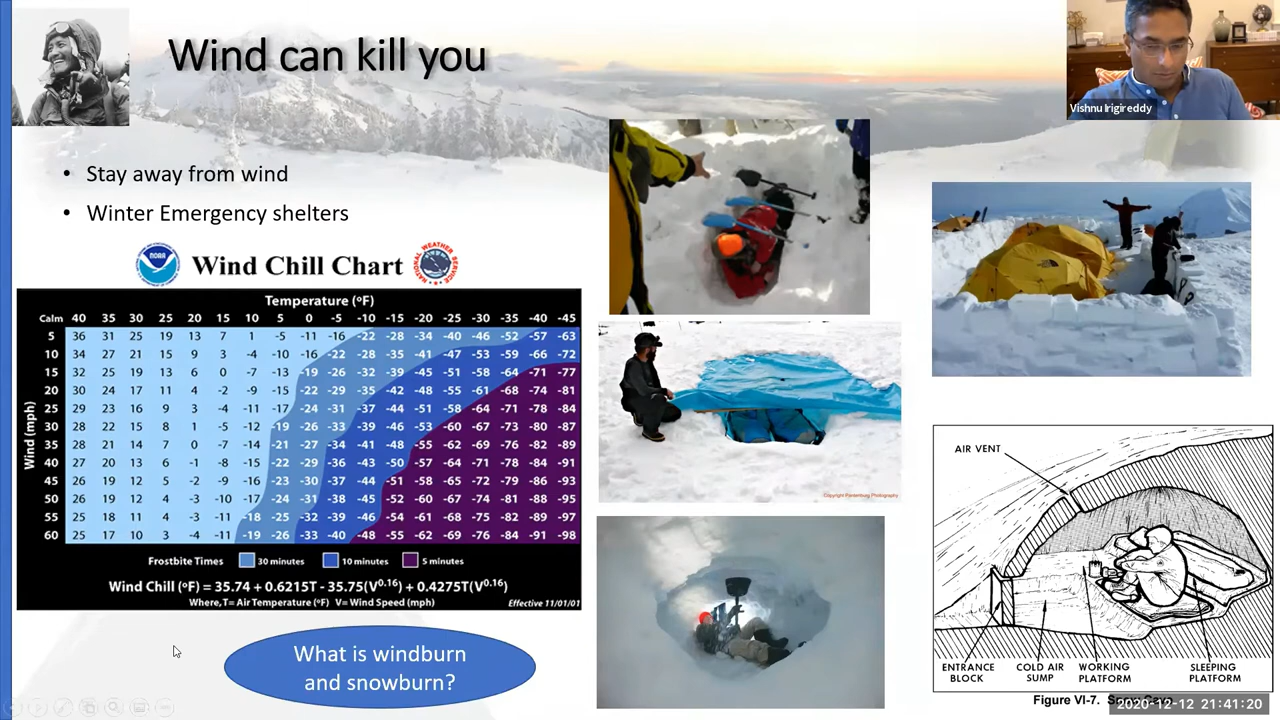 Wind can kill you
Vishnu Irigireddy
• Stay away from wind
• Winter Emergency shelters
NOAA
Wind Chill Chart
NATIONAL WEATHER SERVICE
Temperature (ºF)
Calm 40 35 30 25 20 15 10 5 0 -5 -10 -15 -20 -25 -30 -35 -40 -45
Wind (mph)
5 36 31 25 19 13 7 1 -5 -11 -16 -22 -28 -34 -40 -46 -52 -57 -63
10 34 27 21 15 9 3 -4 -10 -16 -22 -28 -35 -41 -47 -53 -59 -66 -72
15 32 25 19 13 6 0 -7 -13 -19 -26 -32 -39 -45 -51 -58 -64 -71 -77
20 30 24 17 11 4 -2 -9 -15 -22 -29 -35 -42 -48 -55 -61 -68 -74 -81
25 29 23 16 9 3 -4 -11 -17 -24 -31 -37 -44 -51 -58 -64 -71 -78 -84
30 28 22 15 8 1 -5 -12 -19 -26 -33 -39 -46 -53 -60 -67 -73 -80 -87
35 28 21 14 7 0 -7 -14 -21 -27 -34 -41 -48 -55 -62 -69 -76 -82 -89
40 27 20 13 6 -1 -8 -15 -22 -29 -36 -43 -50 -57 -64 -71 -78 -84 -91
45 26 19 12 5 -2 -9 -16 -23 -30 -37 -44 -51 -58 -65 -72 -79 -86 -93
50 26 19 12 4 -3 -10 -17 -24 -31 -38 -45 -52 -60 -67 -74 -81 -88 -95
55 25 18 11 4 -3 -11 -18 -25 -32 -39 -46 -54 -61 -68 -75 -82 -89 -97
60 25 17 10 3 -4 -11 -19 -26 -33 -40 -48 -55 -62 -69 -76 -84 -91 -98
Frostbite Times 30 minutes 10 minutes 5 minutes
Wind Chill (ºF) = 35.74 + 0.6215T - 35.75(V0.16) + 0.4275T(V0.16)
Where, T= Air Temperature (ºF) V= Wind Speed (mph)
Effective 11/01/01
What is windburn
and snowburn?
AIR VENT
ENTRANCE BLOCK
COLD AIR SUMP
WORKING PLATFORM
SLEEPING PLATFORM
Figure VI-7.
2020-12-12 21:41:20